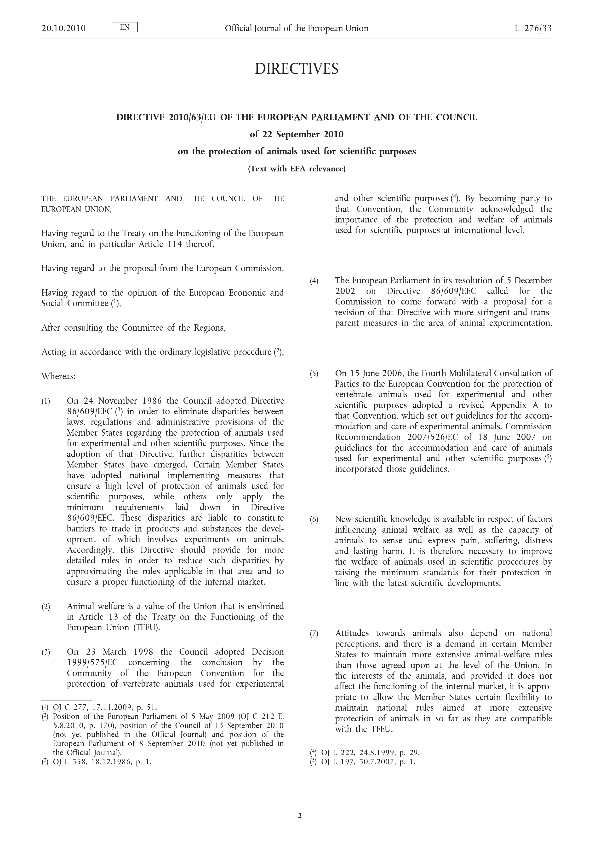 20.10.2010
EN
Official Journal of the European Union
L 276/33
DIRECTIVES
DIRECTIVE 2010/63/EU OF THE EUROPEAN PARLIAMENT AND OF THE COUNCIL
of 22 September 2010
on the protection of animals used for scientific purposes
(Text with EEA relevance)
THE EUROPEAN PARLIAMENT AND THE COUNCIL OF THE
EUROPEAN UNION,
Having regard to the Treaty on the Functioning of the European
Union, and in particular Article 114 thereof,
Having regard to the proposal from the European Commission,
Having regard to the opinion of the European Economic and
Social Committee (1),
After consulting the Committee of the Regions,
Acting in accordance with the ordinary legislative procedure (2),
Whereas:
(1) On 24 November 1986 the Council adopted Directive
86/609/EEC (3) in order to eliminate disparities between
laws, regulations and administrative provisions of the
Member States regarding the protection of animals used
for experimental and other scientific purposes. Since the
adoption of that Directive, further disparities between
Member States have emerged. Certain Member States
have adopted national implementing measures that
ensure a high level of protection of animals used for
scientific purposes, while others only apply the
minimum requirements laid down in Directive
86/609/EEC. These disparities are liable to constitute
barriers to trade in products and substances the devel-
opment of which involves experiments on animals.
Accordingly, this Directive should provide for more
detailed rules in order to reduce such disparities by
approximating the rules applicable in that area and to
ensure a proper functioning of the internal market.
(2) Animal welfare is a value of the Union that is enshrined
in Article 13 of the Treaty on the Functioning of the
European Union (TFEU).
(3) On 23 March 1998 the Council adopted Decision
1999/575/EC concerning the conclusion by the
Community of the European Convention for the
protection of vertebrate animals used for experimental
(1) OJ C 277, 17.11.2009, p. 51.
(2) Position of the European Parliament of 5 May 2009 (OJ C 212 E,
5.8.2010, p. 170), position of the Council of 13 September 2010
(not yet published in the Official Journal) and position of the
European Parliament of 8 September 2010 (not yet published in
the Official Journal).
(3) OJ L 358, 18.12.1986, p. 1.
and other scientific purposes (4). By becoming party to
that Convention, the Community acknowledged the
importance of the protection and welfare of animals
used for scientific purposes at international level.
(4) The European Parliament in its resolution of 5 December
2002 on Directive 86/609/EEC called for the
Commission to come forward with a proposal for a
revision of that Directive with more stringent and trans-
parent measures in the area of animal experimentation.
(5) On 15 June 2006, the Fourth Multilateral Consultation of
Parties to the European Convention for the protection of
vertebrate animals used for experimental and other
scientific purposes adopted a revised Appendix A to
that Convention, which set out guidelines for the accom-
modation and care of experimental animals. Commission
Recommendation 2007/526/EC of 18 June 2007 on
guidelines for the accommodation and care of animals
used for experimental and other scientific purposes (5)
incorporated those guidelines.
(6) New scientific knowledge is available in respect of factors
influencing animal welfare as well as the capacity of
animals to sense and express pain, suffering, distress
and lasting harm. It is therefore necessary to improve
the welfare of animals used in scientific procedures by
raising the minimum standards for their protection in
line with the latest scientific developments.
(7) Attitudes towards animals also depend on national
perceptions, and there is a demand in certain Member
States to maintain more extensive animal-welfare rules
than those agreed upon at the level of the Union. In
the interests of the animals, and provided it does not
affect the functioning of the internal market, it is appro-
priate to allow the Member States certain flexibility to
maintain national rules aimed at more extensive
protection of animals in so far as they are compatible
with the TFEU.
(4) OJ L 222, 24.8.1999, p. 29.
(5) OJ L 197, 30.7.2007, p. 1.
2